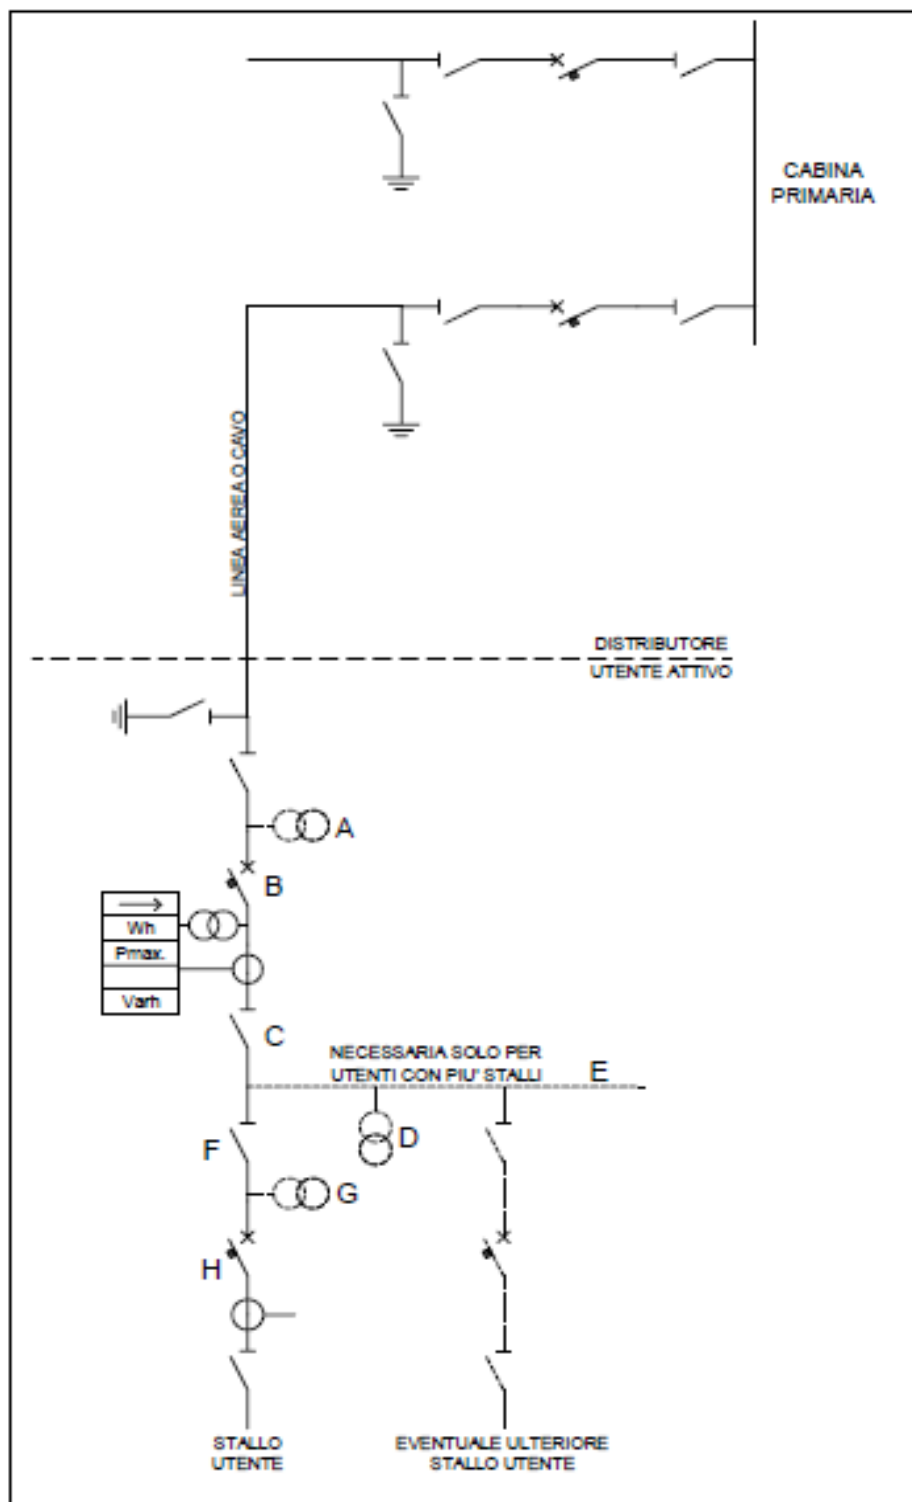 CABINA
PRIMARIA
LINEA AEREA O CAVO
DISTRIBUTORE
UTENTE ATTIVO
A
B
Wh
Pmax.
Varh
C
NECESSARIA SOLO PER
UTENTI CON PIU' STALLI
E
D
F
G
H
STALLO
UTENTE
EVENTUALE ULTERIORE
STALLO UTENTE